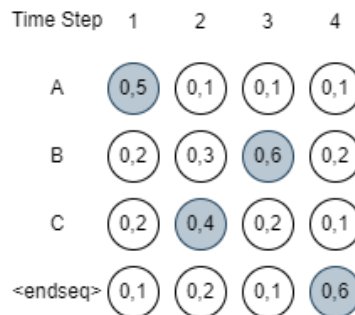 Time Step 1 2 3 4
A 0,5 0,1 0,1 0,1
B 0,2 0,3 0,6 0,2
C 0,2 0,4 0,2 0,1
<endseq> 0,1 0,2 0,1 0,6